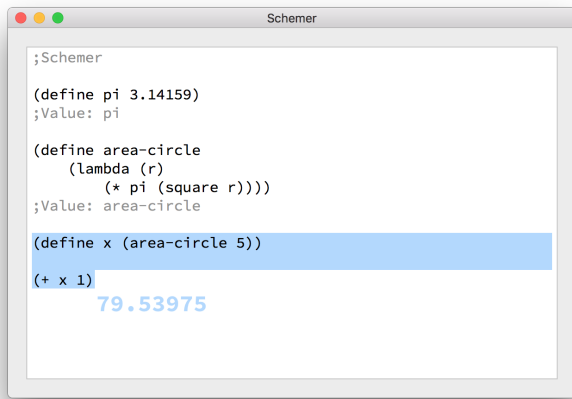 Schemer
;Schemer
(define pi 3.14159)
;Value: pi
(define area-circle
    (lambda (r)
        (* pi (square r))))
;Value: area-circle
(define x (area-circle 5))
(+ x 1)
79.53975